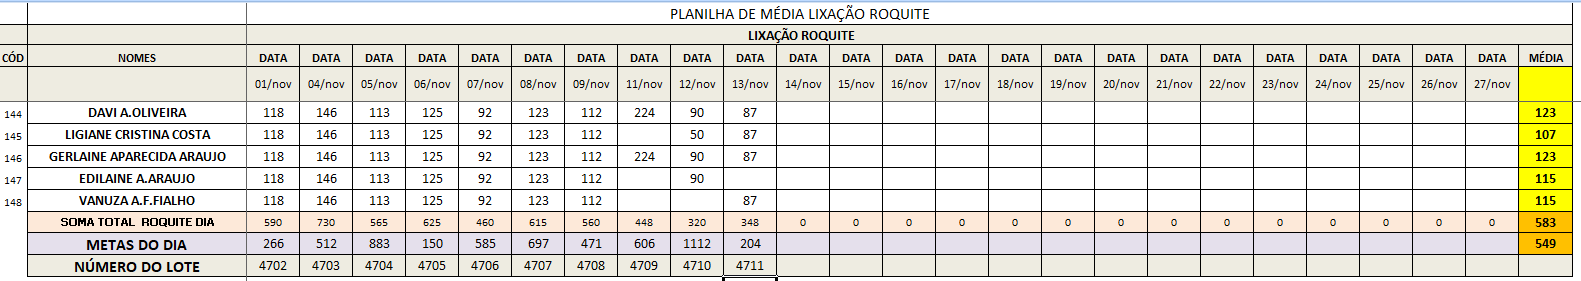 PLANILHA DE MÉDIA LIXAÇÃO ROQUITE
LIXAÇÃO ROQUITE
CÓD NOMES DATA DATA DATA DATA DATA DATA DATA DATA DATA DATA DATA DATA DATA DATA DATA DATA DATA DATA DATA DATA DATA DATA DATA DATA MÉDIA
01/nov 04/nov 05/nov 06/nov 07/nov 08/nov 09/nov 11/nov 12/nov 13/nov 14/nov 15/nov 16/nov 17/nov 18/nov 19/nov 20/nov 21/nov 22/nov 23/nov 24/nov 25/nov 26/nov 27/nov
144 DAVI A.OLIVEIRA 118 146 113 125 92 123 112 224 90 87 123
145 LIGIANE CRISTINA COSTA 118 146 113 125 92 123 112 50 87 107
146 GERLAINE APARECIDA ARAUJO 118 146 113 125 92 123 112 224 90 87 123
147 EDILAINE A.ARAUJO 118 146 113 125 92 123 112 90 115
148 VANUZA A.F.FIALHO 118 146 113 125 92 123 112 87 115
SOMA TOTAL ROQUITE DIA 590 730 565 625 460 615 560 448 320 348 0 0 0 0 0 0 0 0 0 0 0 0 0 0 583
METAS DO DIA 266 512 883 150 585 697 471 606 1112 204 549
NÚMERO DO LOTE 4702 4703 4704 4705 4706 4707 4708 4709 4710 4711